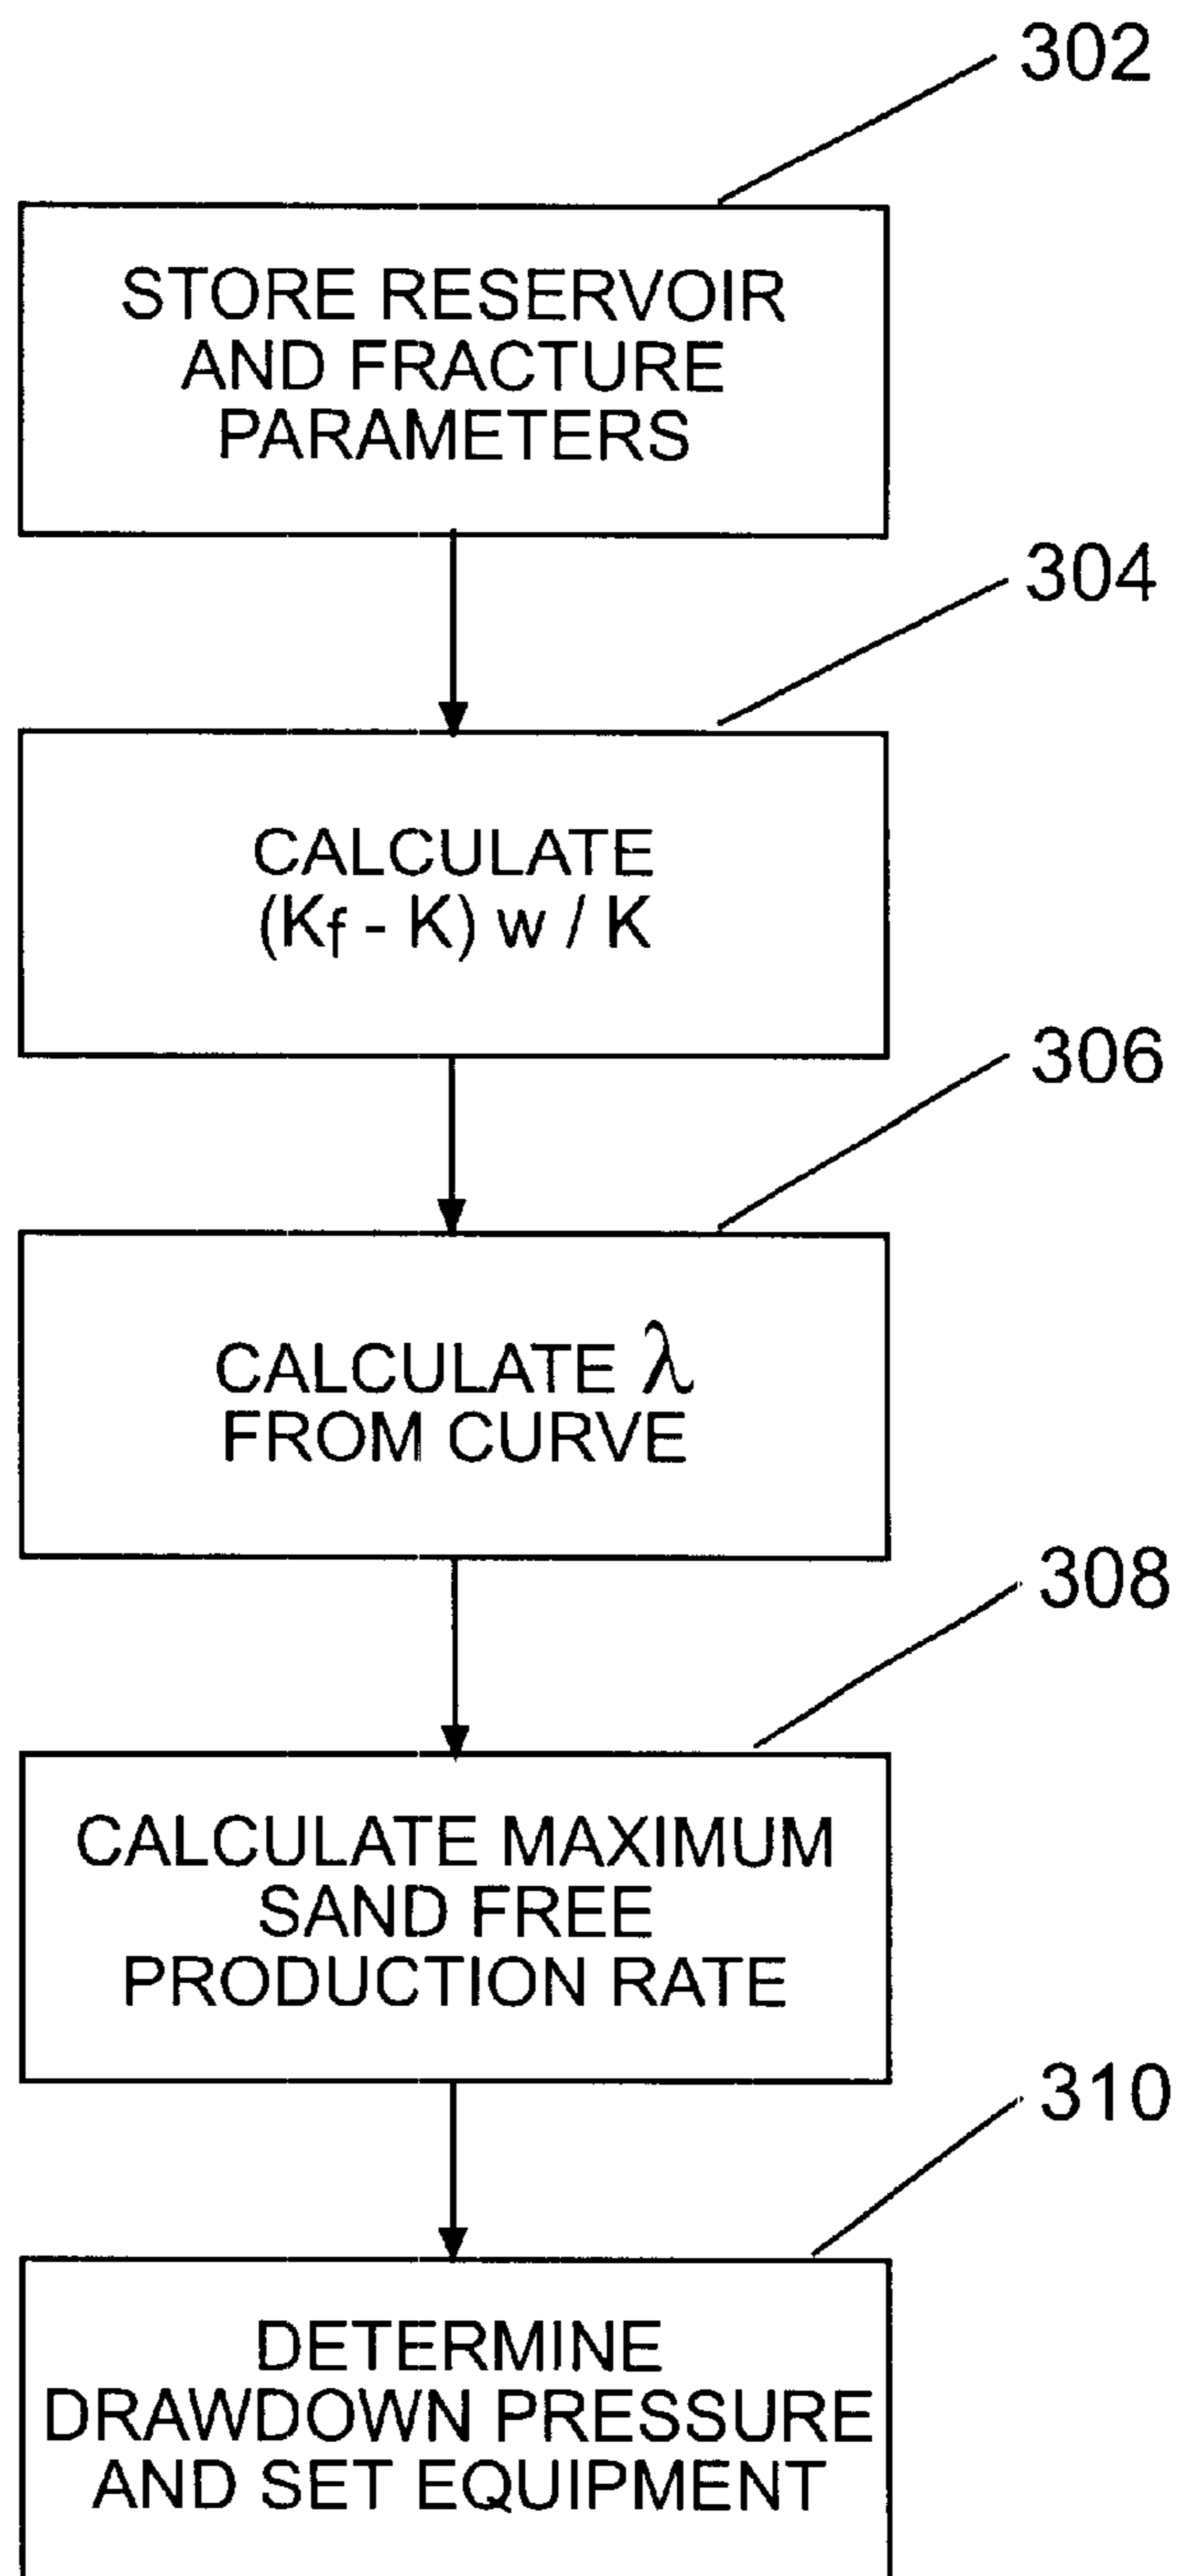 302
STORE RESERVOIR
AND FRACTURE
PARAMETERS
304
CALCULATE
(Kf - K) w / K
306
CALCULATE λ
FROM CURVE
308
CALCULATE MAXIMUM
SAND FREE
PRODUCTION RATE
310
DETERMINE
DRAWDOWN PRESSURE
AND SET EQUIPMENT